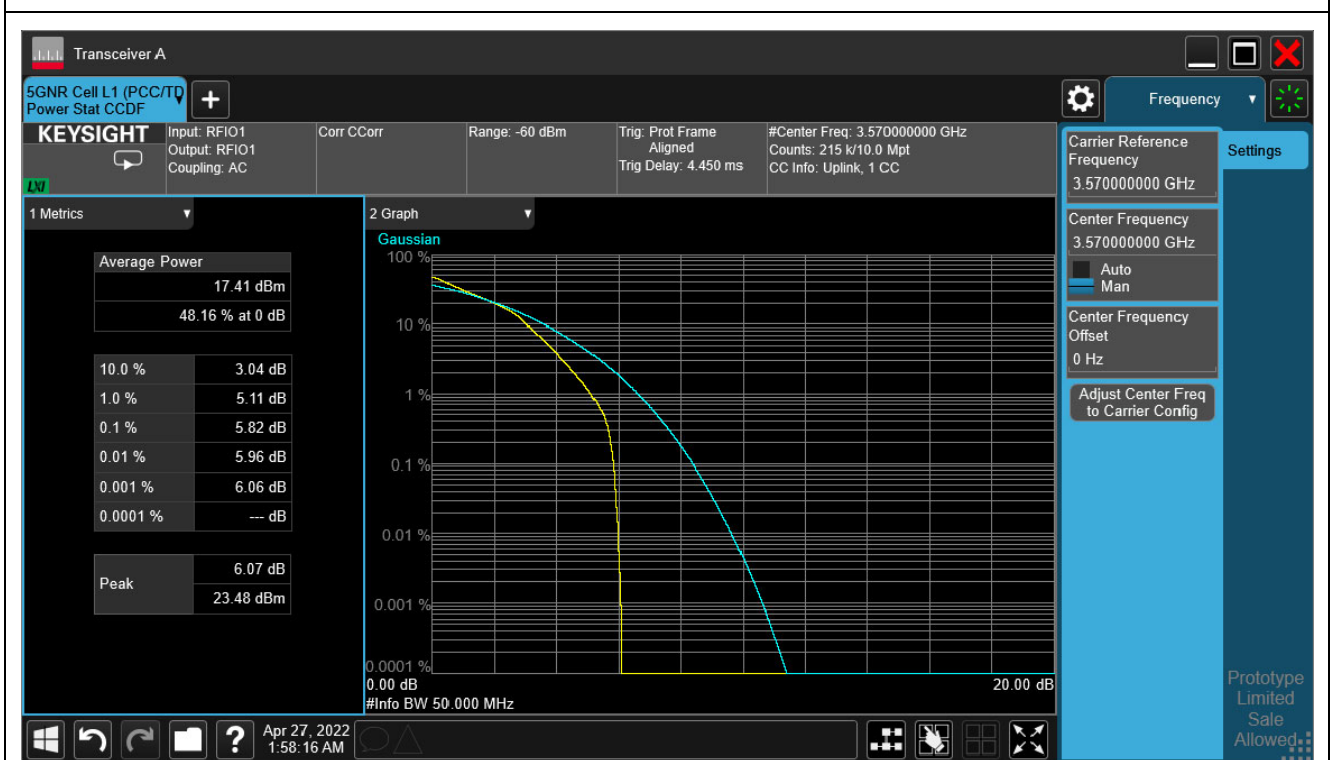 Transceiver A
5GNR Cell L1 (PCC/TD
Power Stat CCDF
+
Frequency
KEYSIGHT
LXI
Input: RFIO1
Output: RFIO1
Coupling: AC
Corr CCorr
Range: -60 dBm
Trig: Prot Frame
Aligned
Trig Delay: 4.450 ms
#Center Freq: 3.570000000 GHz
Counts: 215 k/10.0 Mpt
CC Info: Uplink, 1 CC
1 Metrics
Average Power
17.41 dBm
48.16 % at 0 dB
10.0 % 3.04 dB
1.0 % 5.11 dB
0.1 % 5.82 dB
0.01 % 5.96 dB
0.001 % 6.06 dB
0.0001 % --- dB
Peak
6.07 dB
23.48 dBm
2 Graph
Gaussian
100 %
10 %
1 %
0.1 %
0.01 %
0.001 %
0.0001 %
0.00 dB 20.00 dB
#Info BW 50.000 MHz
Carrier Reference
Frequency
3.570000000 GHz
Center Frequency
3.570000000 GHz
Auto
Man
Center Frequency
Offset
0 Hz
Adjust Center Freq
to Carrier Config
Settings
Prototype
Limited
Sale
Allowed
?
Apr 27, 2022
1:58:16 AM